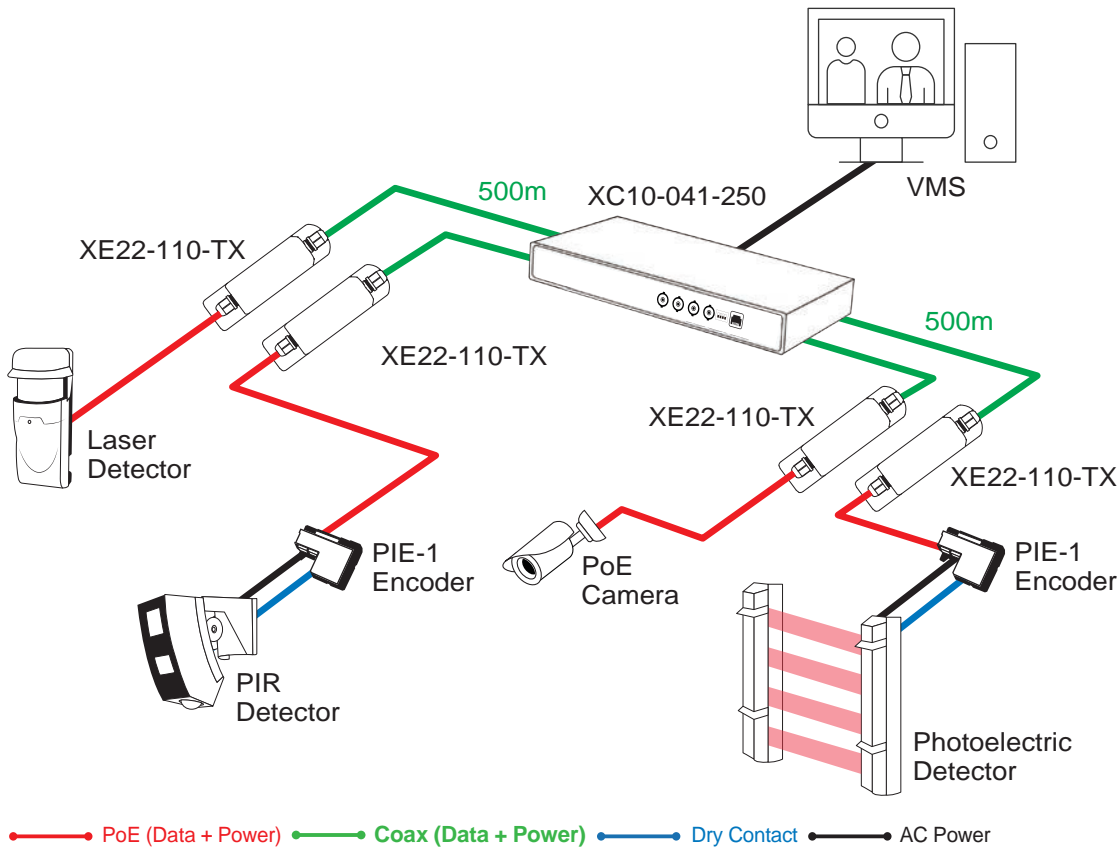 VMS
500m
XC10-041-250
XE22-110-TX
500m
XE22-110-TX
XE22-110-TX
Laser
Detector
XE22-110-TX
PIE-1
Encoder
PoE
Camera
PIE-1
Encoder
PIR
Detector
Photoelectric
Detector
PoE (Data + Power)
Coax (Data + Power)
Dry Contact
AC Power